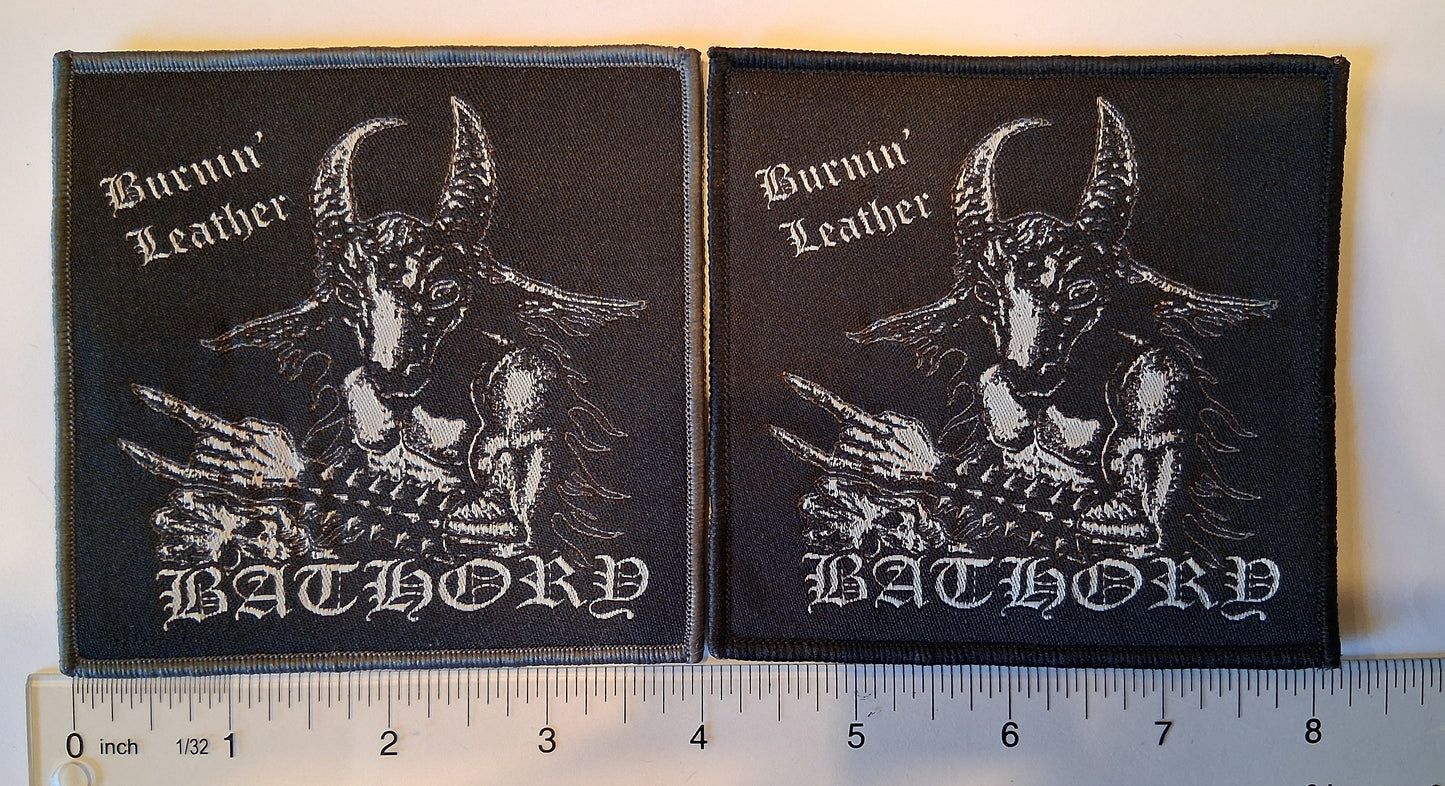 Burnin'
Leather
BATHORY
Burnin'
Leather
BATHORY
0 inch 1/32 1 2 3 4 5 6 7 8